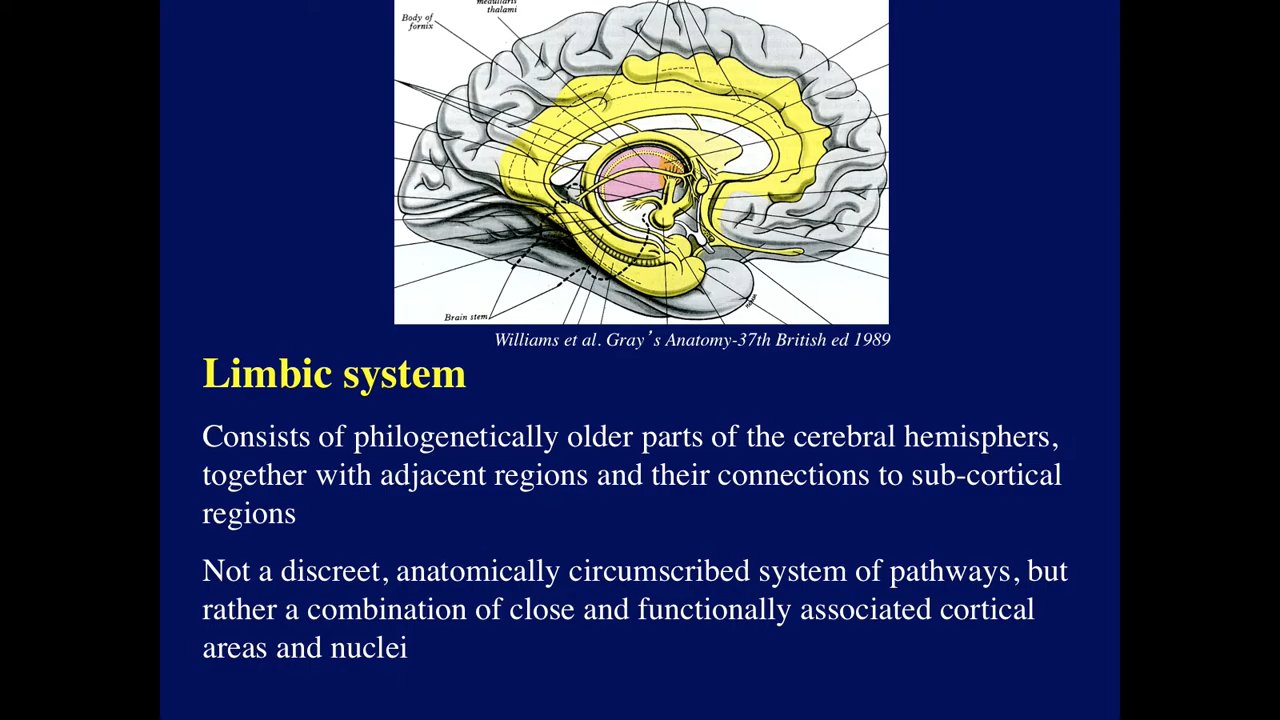 medullaris
thalami
Body of
fornix
Brain stem
Williams et al. Gray’s Anatomy-37th British ed 1989
Limbic system
Consists of philogenetically older parts of the cerebral hemisphers,
together with adjacent regions and their connections to sub-cortical
regions
Not a discreet, anatomically circumscribed system of pathways, but
rather a combination of close and functionally associated cortical
areas and nuclei